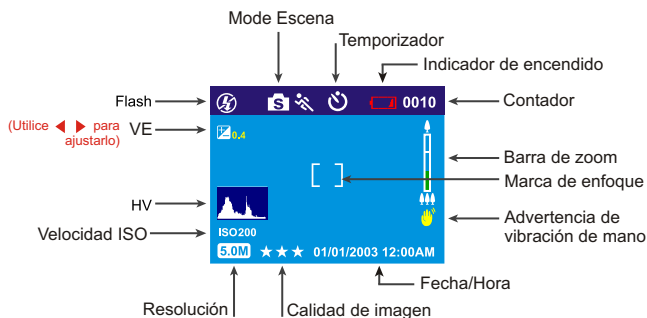 Mode Escena
Temporizador
Indicador de encendido
Flash
S
0010
Contador
(Utilice para ajustarlo)
VE
0.4
Barra de zoom
Marca de enfoque
HV
Advertencia de
vibración de mano
Velocidad ISO
ISO200
5.0M
01/01/2003 12:00AM
Fecha/Hora
Resolución
Calidad de imagen